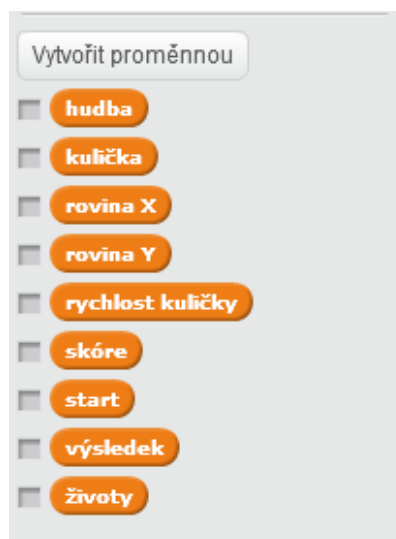 Vytvořit proměnnou
hudba
kulička
rovina X
rovina Y
rychlost kuličky
skóre
start
výsledek
životy